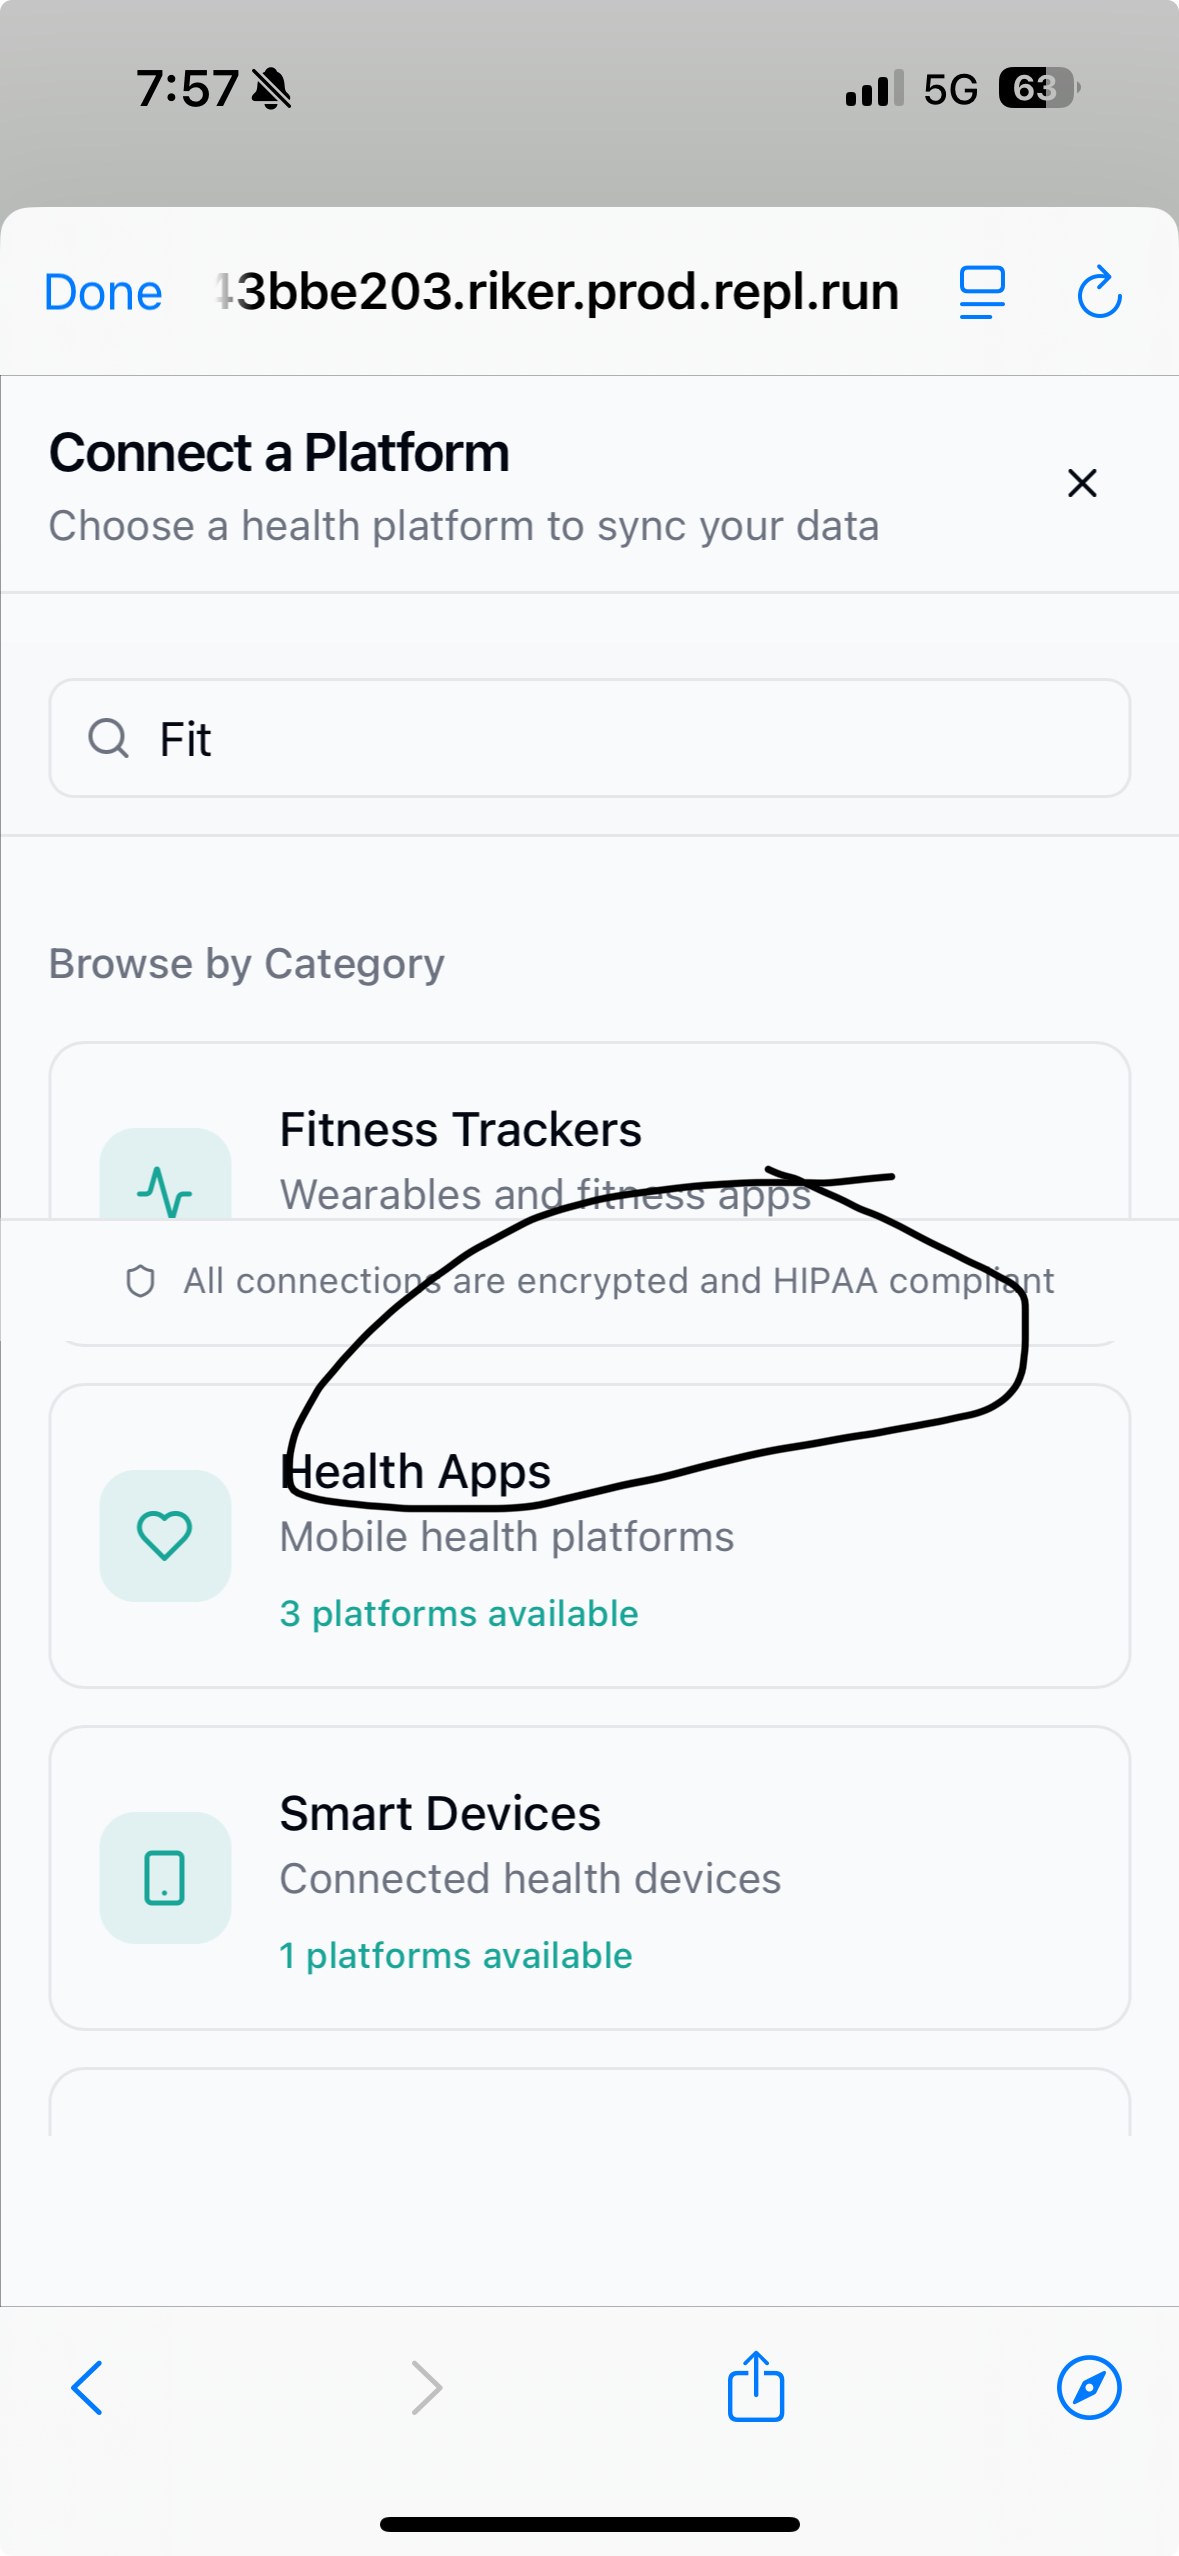 7:57 5G 63
Done 43bbe203.riker.prod.repl.run
Connect a Platform
Choose a health platform to sync your data
Fit
Browse by Category
Fitness Trackers
Wearables and fitness apps
All connections are encrypted and HIPAA compliant
Health Apps
Mobile health platforms
3 platforms available
Smart Devices
Connected health devices
1 platforms available